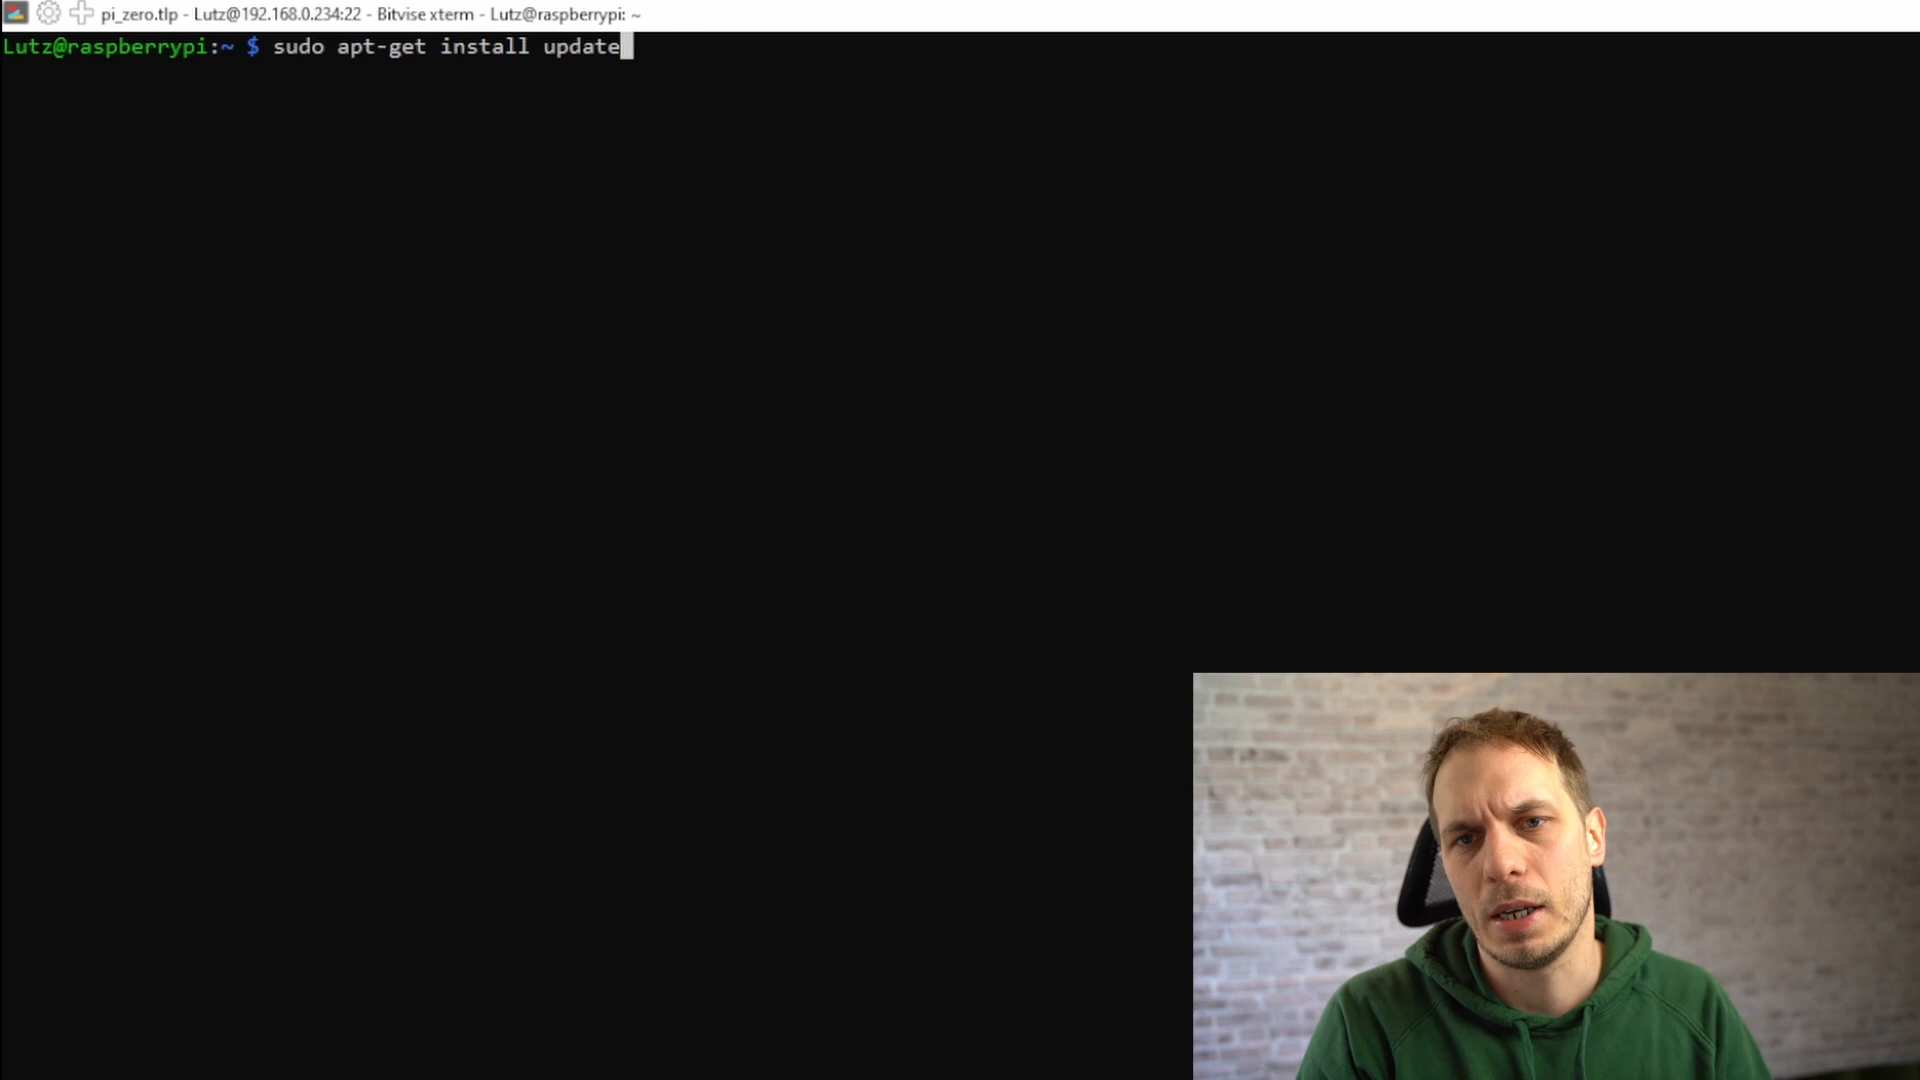 pi_zero.tlp - Lutz@192.168.0.234:22 - Bitvise xterm - Lutz@raspberrypi: ~
Lutz@raspberrypi:~ $ sudo apt-get install update